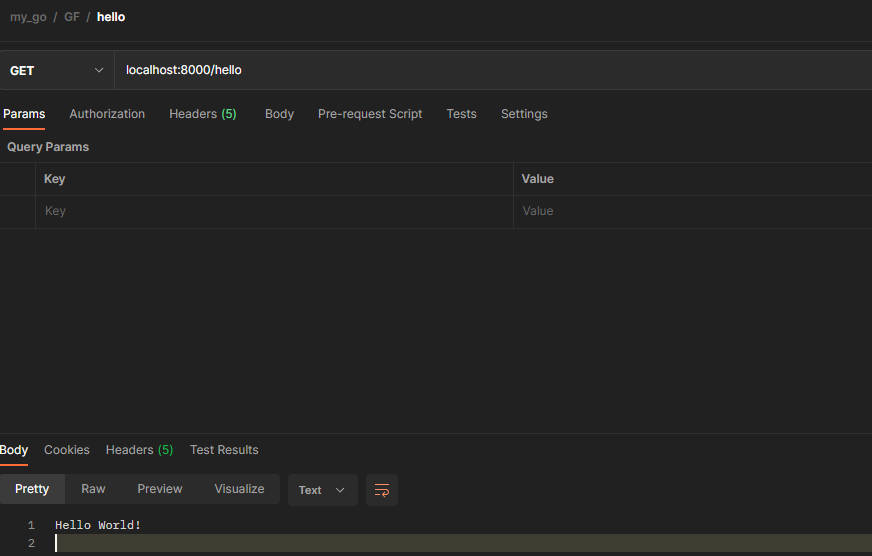 my_go / GF / hello
GET localhost:8000/hello
Params Authorization Headers (5) Body Pre-request Script Tests Settings
Query Params
Key Value
Key Value
Body Cookies Headers (5) Test Results
Pretty Raw Preview Visualize Text
1 Hello World!
2